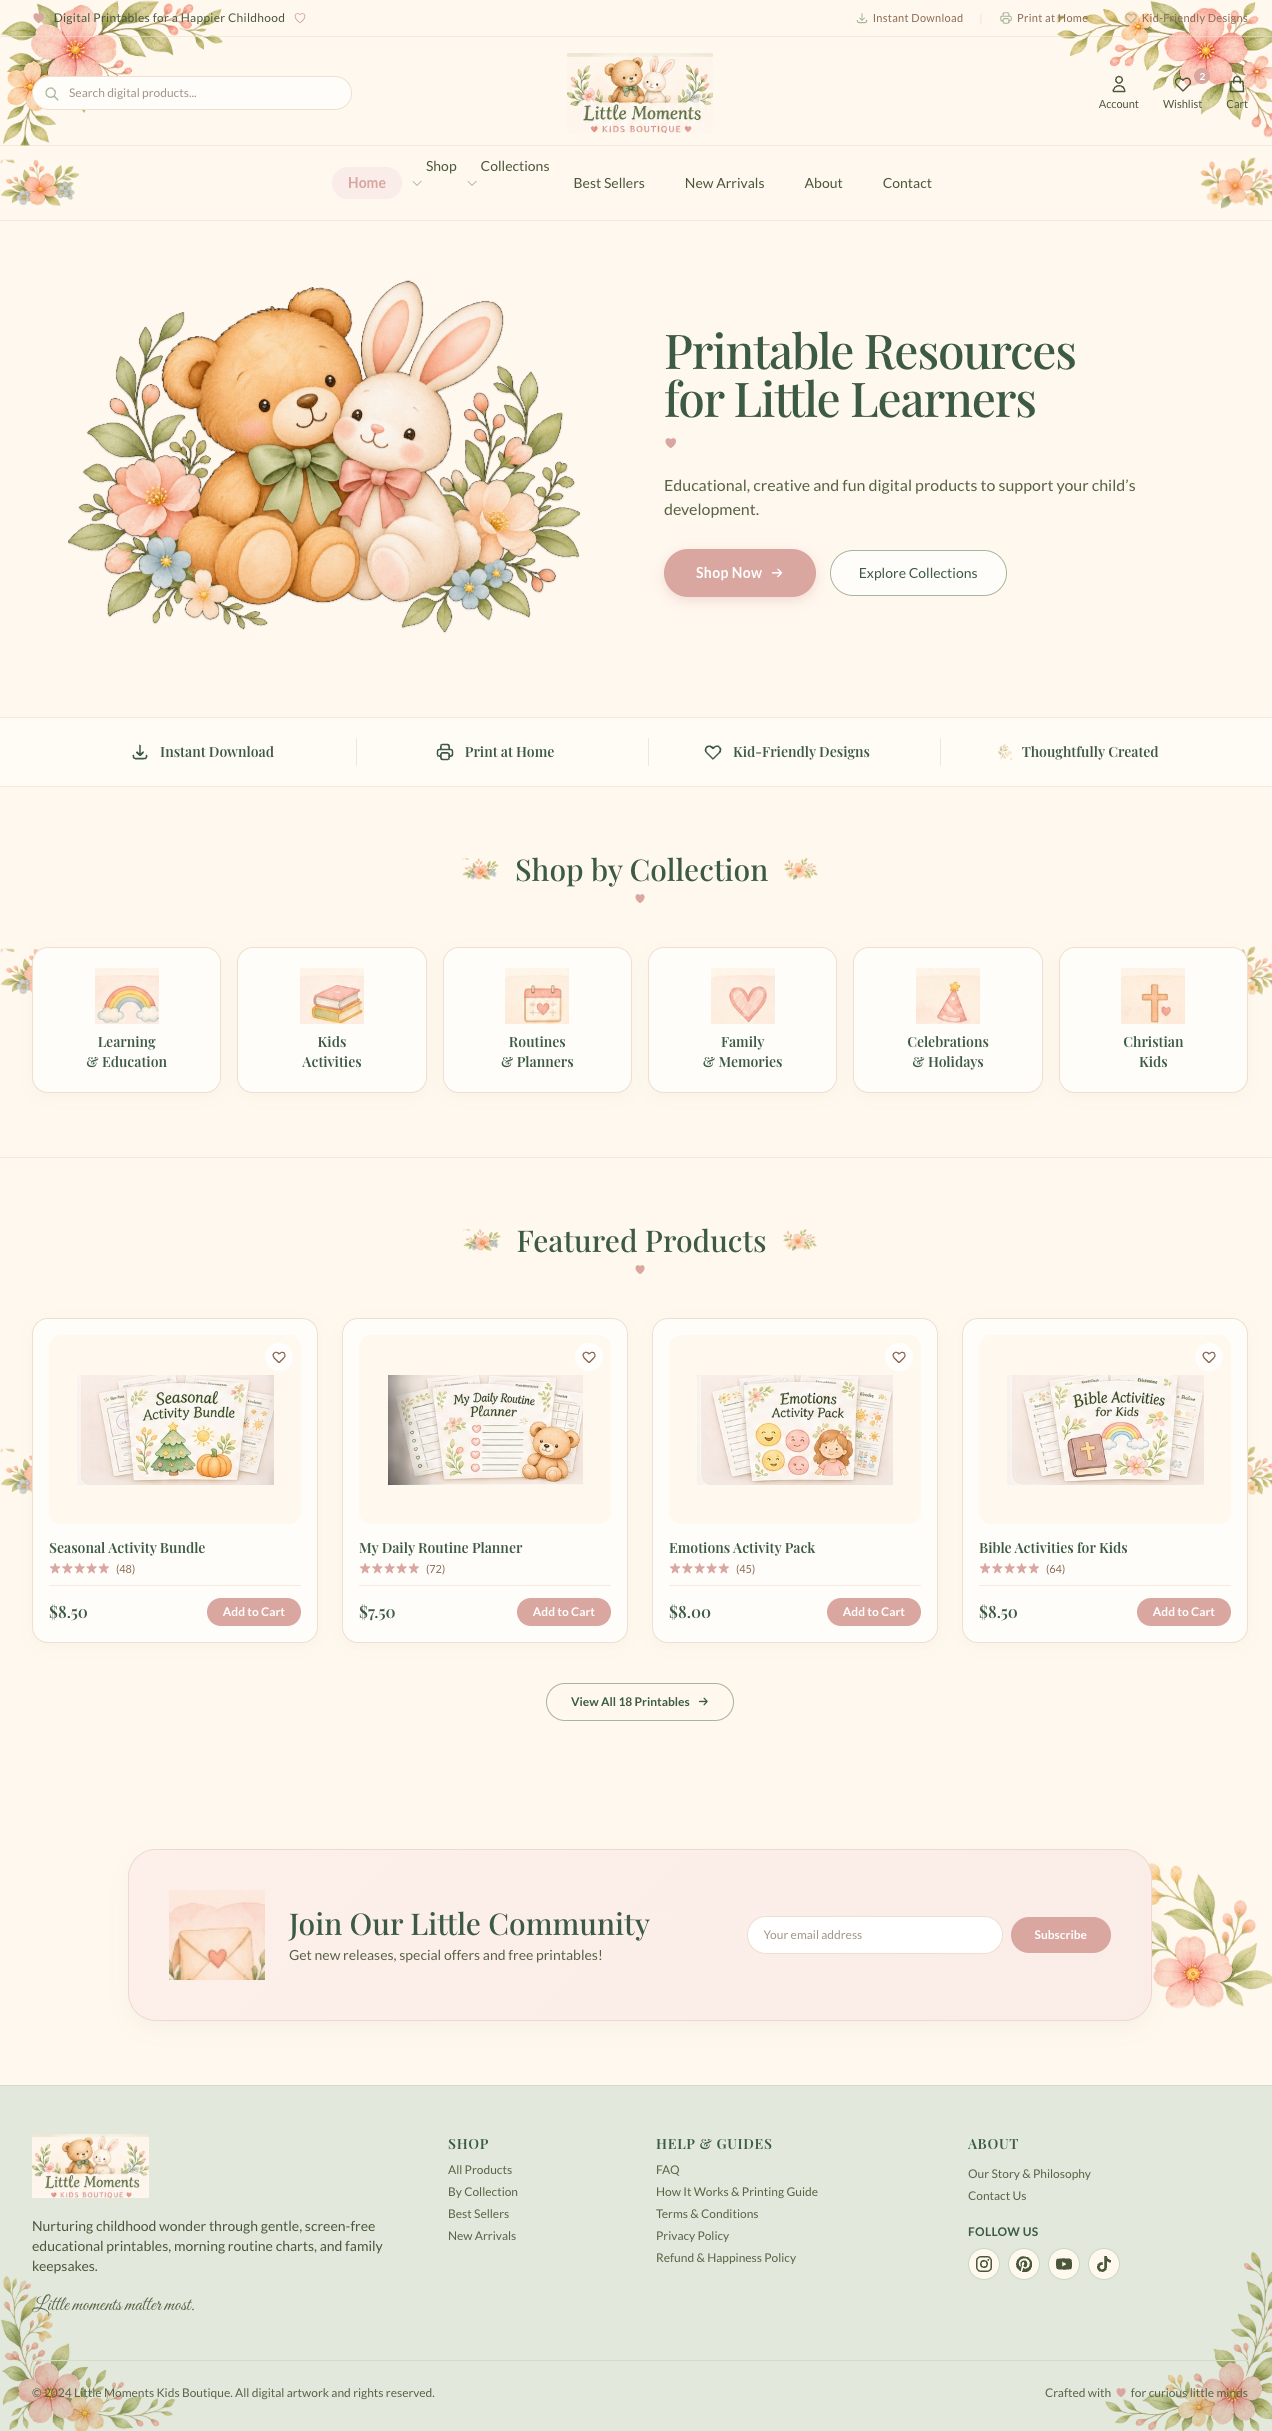 Digital Printables for a Happier Childhood
Instant Download
Print at Home
Kid-Friendly Designs
Search digital products...
Little Moments
KIDS BOUTIQUE
Account
Wishlist
2
Cart
Home
Shop
Collections
Best Sellers
New Arrivals
About
Contact
Printable Resources
for Little Learners
Educational, creative and fun digital products to support your child's
development.
Shop Now
Explore Collections
Instant Download
Print at Home
Kid-Friendly Designs
Thoughtfully Created
Shop by Collection
Learning
& Education
Kids
Activities
Routines
& Planners
Family
& Memories
Celebrations
& Holidays
Christian
Kids
Featured Products
Seasonal
Activity Bundle
My Daily Routine
Planner
Emotions
Activity Pack
Bible Activities
for Kids
Seasonal Activity Bundle
(48)
$8.50
Add to Cart
My Daily Routine Planner
(72)
$7.50
Add to Cart
Emotions Activity Pack
(45)
$8.00
Add to Cart
Bible Activities for Kids
(64)
$8.50
Add to Cart
View All 18 Printables
Join Our Little Community
Get new releases, special offers and free printables!
Your email address
Subscribe
Little Moments
KIDS BOUTIQUE
Nurturing childhood wonder through gentle, screen-free
educational printables, morning routine charts, and family
keepsakes.
Little moments matter most.
SHOP
All Products
By Collection
Best Sellers
New Arrivals
HELP & GUIDES
FAQ
How It Works & Printing Guide
Terms & Conditions
Privacy Policy
Refund & Happiness Policy
ABOUT
Our Story & Philosophy
Contact Us
FOLLOW US
© 2024 Little Moments Kids Boutique. All digital artwork and rights reserved.
Crafted with
for curious little minds